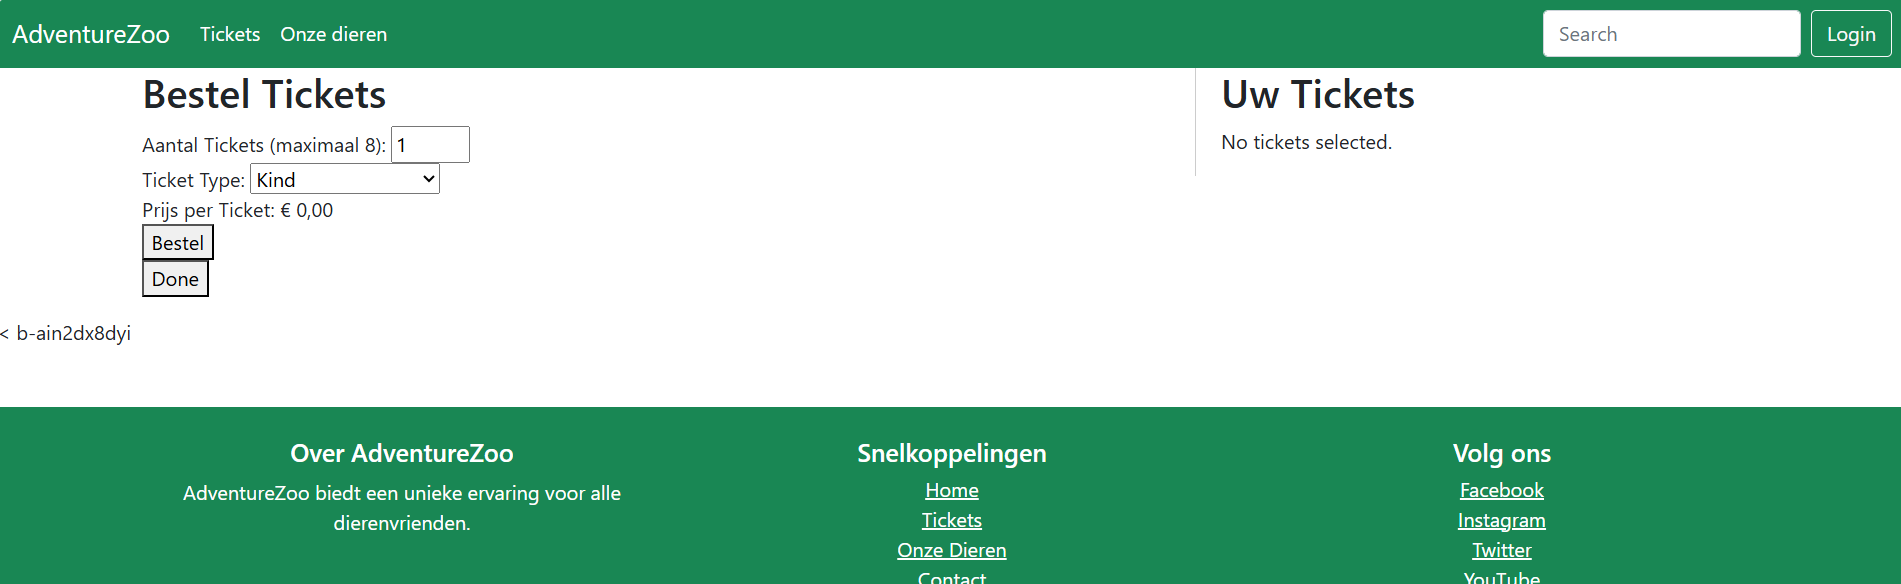 AdventureZoo Tickets Onze dieren Search Login
Bestel Tickets
Aantal Tickets (maximaal 8): 1
Ticket Type: Kind
Prijs per Ticket: € 0,00
Bestel
Done
Uw Tickets
No tickets selected.
< b-ain2dx8dyi
Over AdventureZoo
AdventureZoo biedt een unieke ervaring voor alle
dierenvrienden.
Snelkoppelingen
Home
Tickets
Onze Dieren
Contact
Volg ons
Facebook
Instagram
Twitter
YouTube